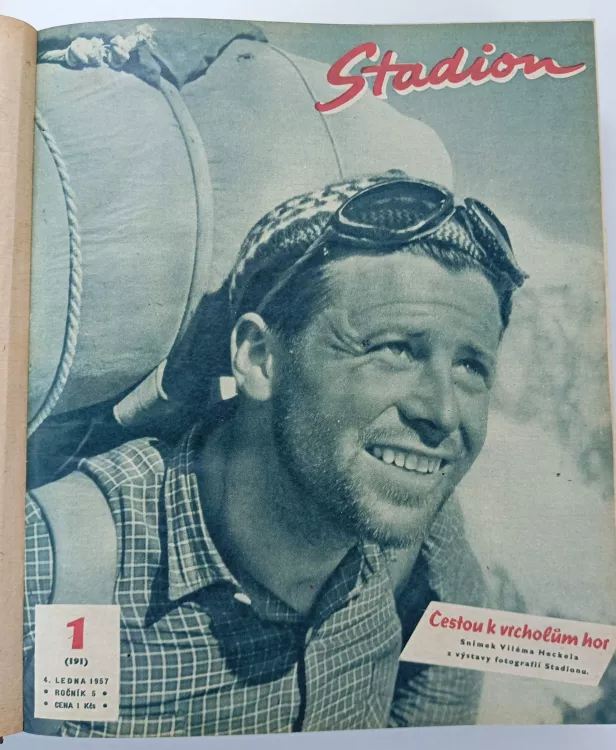 Stadion
Cestou k vrcholům hor
Snímek Viléma Heckela
z výstavy fotografií Stadionu.
1
(191)
4. LEDNA 1957
• ROČNÍK 5 •
• CENA 1 Kčs •